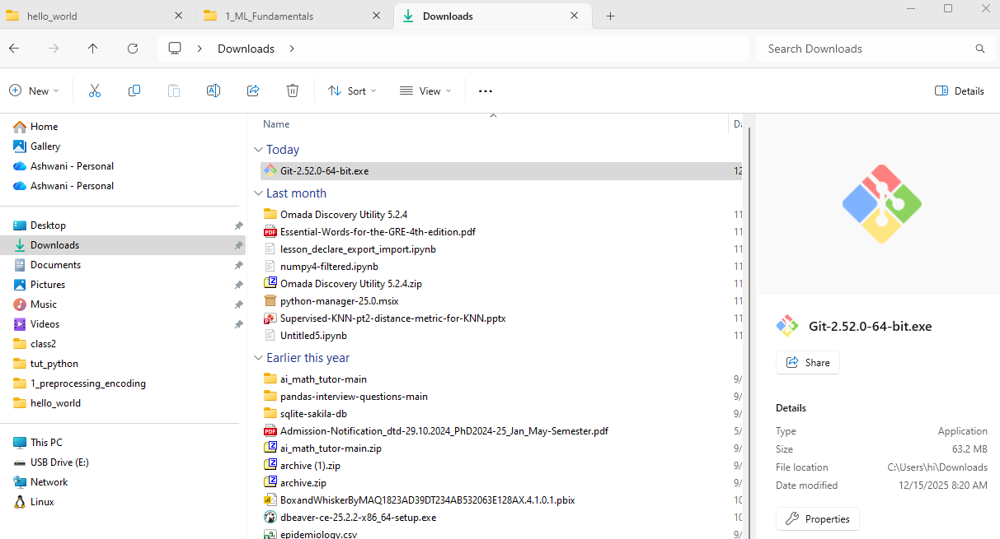 hello_world
1_ML_Fundamentals
Downloads
Downloads
Search Downloads
New
Sort
View
Details
Home
Gallery
Ashwani - Personal
Ashwani - Personal
Desktop
Downloads
Documents
Pictures
Music
Videos
class2
tut_python
1_preprocessing_encoding
hello_world
This PC
USB Drive (E:)
Network
Linux
Name
Today
Git-2.52.0-64-bit.exe 12
Last month
Omada Discovery Utility 5.2.4 11
Essential-Words-for-the-GRE-4th-edition.pdf 11
lesson_declare_export_import.ipynb 11
numpy4-filtered.ipynb 11
Omada Discovery Utility 5.2.4.zip 11
python-manager-25.0.msix 11
Supervised-KNN-pt2-distance-metric-for-KNN.pptx 11
Untitled5.ipynb 11
Earlier this year
ai_math_tutor-main 9/
pandas-interview-questions-main 9/
sqlite-sakila-db 9/
Admission-Notification_dtd-29.10.2024_PhD2024-25_Jan_May-Semester.pdf 5/
ai_math_tutor-main.zip 9/
archive (1).zip 9/
archive.zip 9/
BoxandWhiskerByMAQ1823AD39DT234AB532063E128AX.4.1.0.1.pbix 10
dbeaver-ce-25.2.2-x86_64-setup.exe 10
epidemiology.csv 9/
Git-2.52.0-64-bit.exe
Share
Details
Type Application
Size 63.2 MB
File location C:\Users\hi\Downloads
Date modified 12/15/2025 8:20 AM
Properties